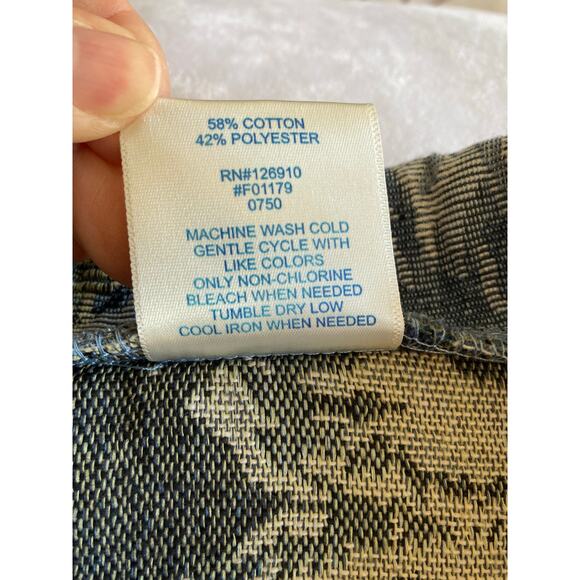 58% COTTON
42% POLYESTER
RN#126910
#F01179
0750
MACHINE WASH COLD
GENTLE CYCLE WITH
LIKE COLORS
ONLY NON-CHLORINE
BLEACH WHEN NEEDED
TUMBLE DRY LOW
COOL IRON WHEN NEEDED